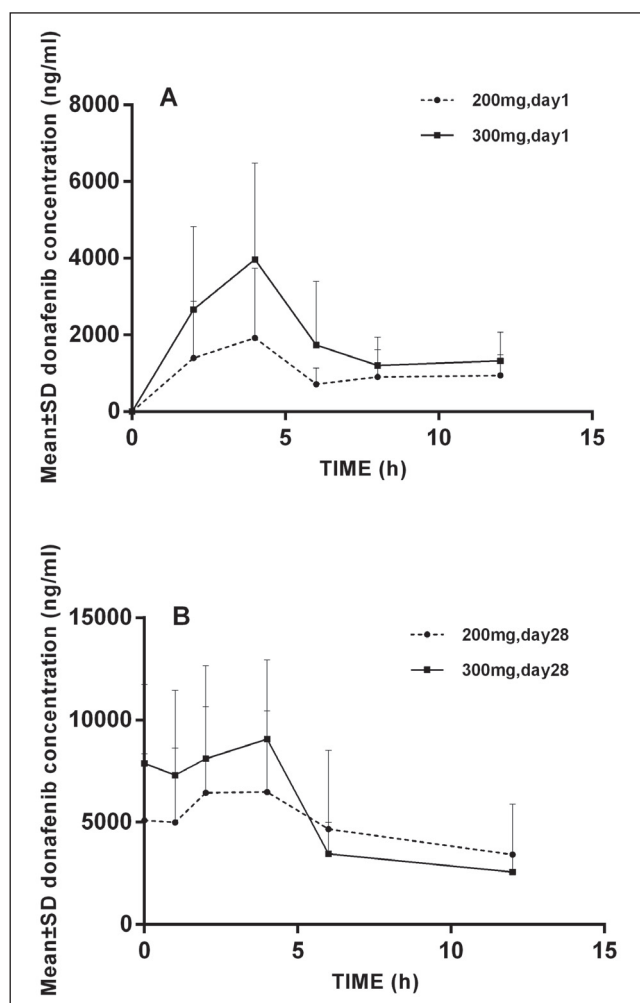 A
200mg,day1
300mg,day1
Mean±SD donafenib concentration (ng/ml)
8000
6000
4000
2000
0
0 5 10 15
TIME (h)
B
200mg,day28
300mg,day28
Mean±SD donafenib concentration (ng/ml)
15000
10000
5000
0
0 5 10 15
TIME (h)